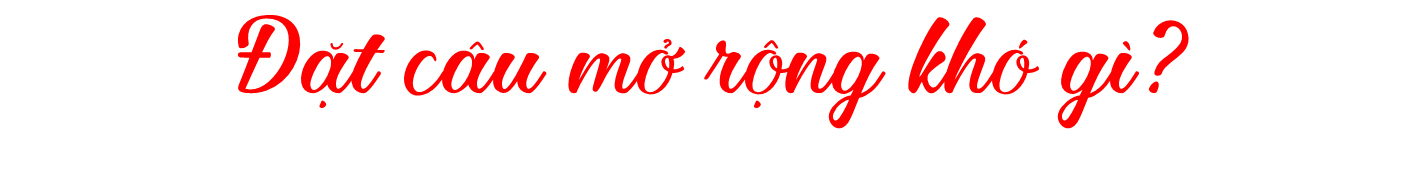 Đặt câu mở rộng khó gì?